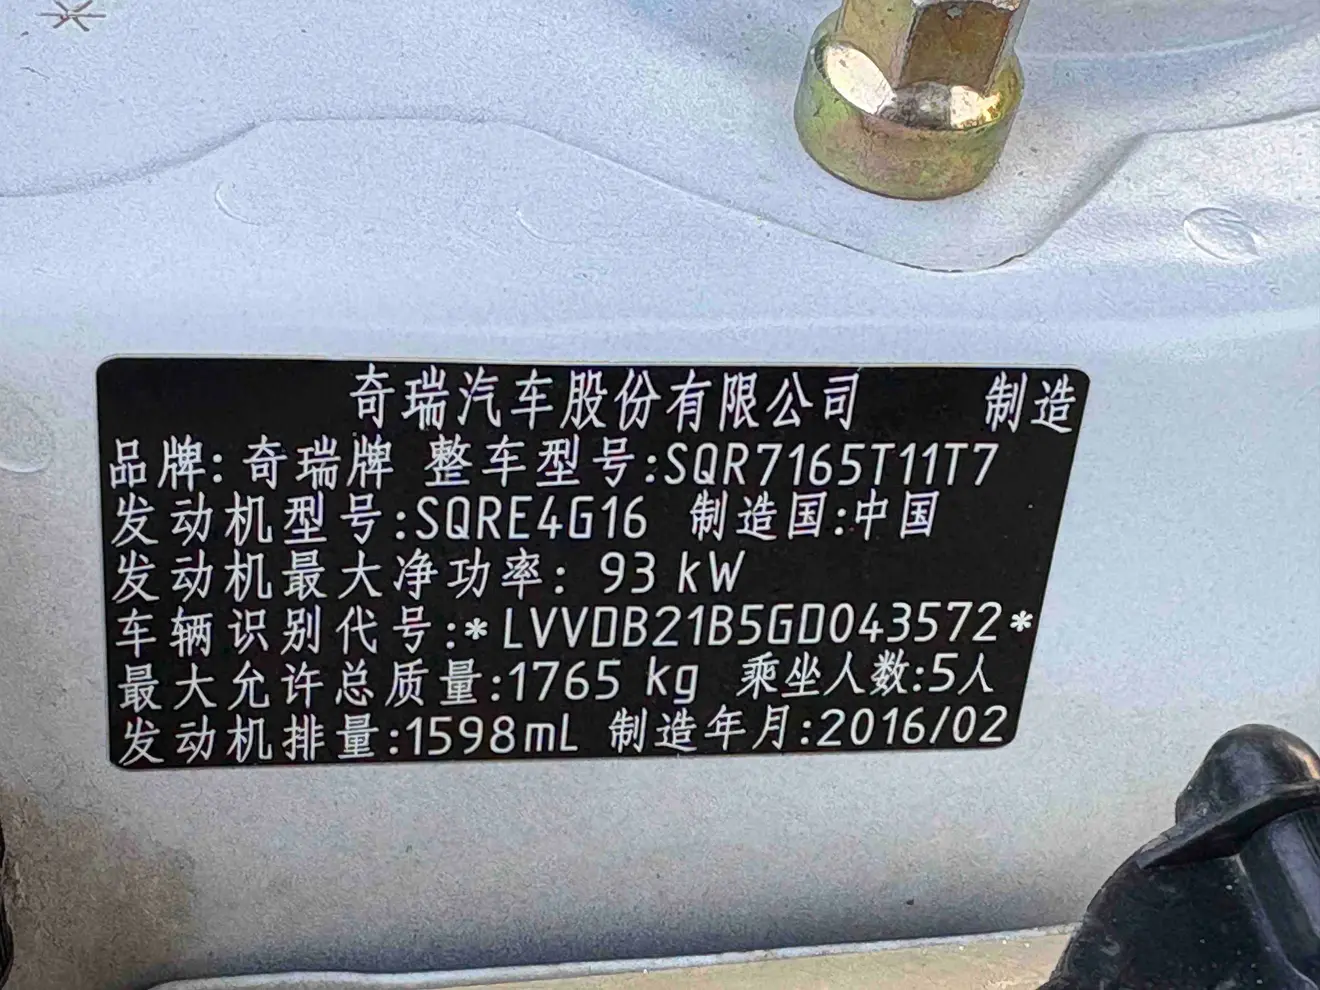 奇瑞汽车股份有限公司 制造
品牌: 奇瑞牌 整车型号:SQR7165T11T7
发动机型号:SQRE4G16 制造国:中国
发动机最大净功率: 93 kW
车辆识别代号:*LVVDB21B5GD043572*
最大允许总质量:1765 kg 乘坐人数:5人
发动机排量:1598mL 制造年月:2016/02